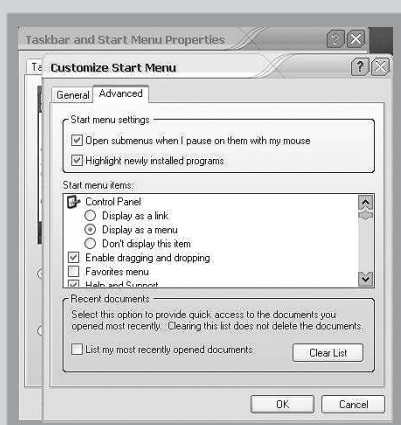 Taskbar and Start Menu Properties
Ta
Customize Start Menu
General
Advanced
Start menu settings
Open submenus when I pause on them with my mouse
Highlight newly installed programs
Start menu items:
Control Panel
Display as a link
Display as a menu
Don't display this item
Enable dragging and dropping
Favorites menu
Help and Support
Recent documents
Select this option to provide quick access to the documents you
opened most recently. Clearing this list does not delete the documents.
List my most recently opened documents
Clear List
OK
Cancel